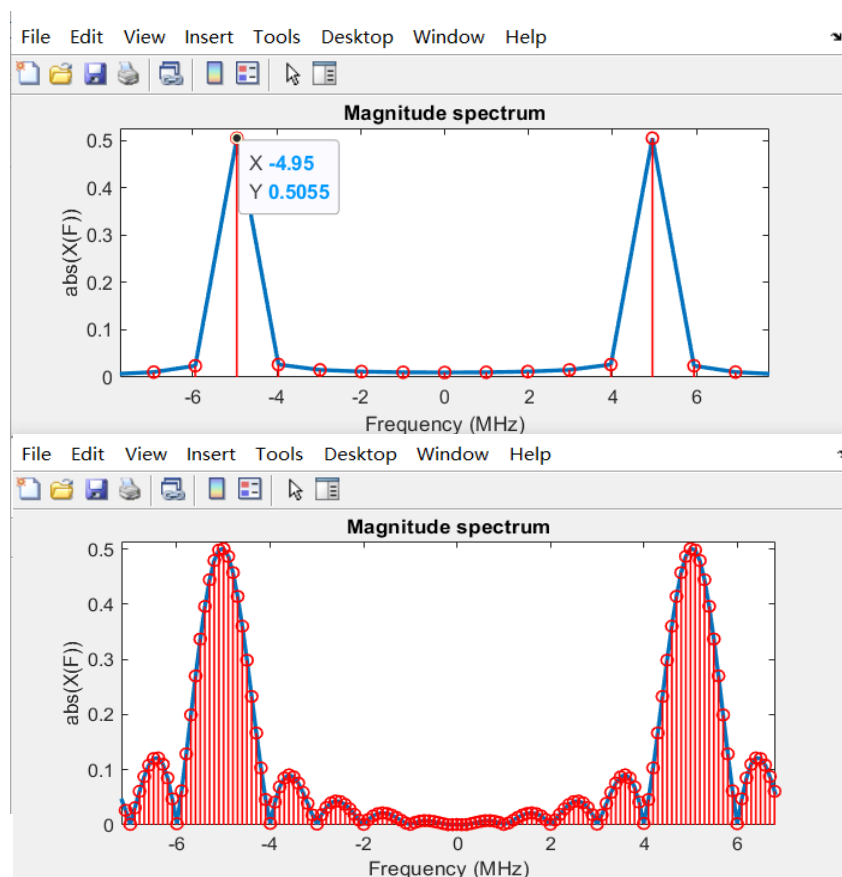 File Edit View Insert Tools Desktop Window Help
Magnitude spectrum
abs(X(F))
0.5
0.4
0.3
0.2
0.1
0
X -4.95
Y 0.5055
-6 -4 -2 0 2 4 6
Frequency (MHz)
File Edit View Insert Tools Desktop Window Help
Magnitude spectrum
abs(X(F))
0.5
0.4
0.3
0.2
0.1
0
-6 -4 -2 0 2 4 6
Frequency (MHz)